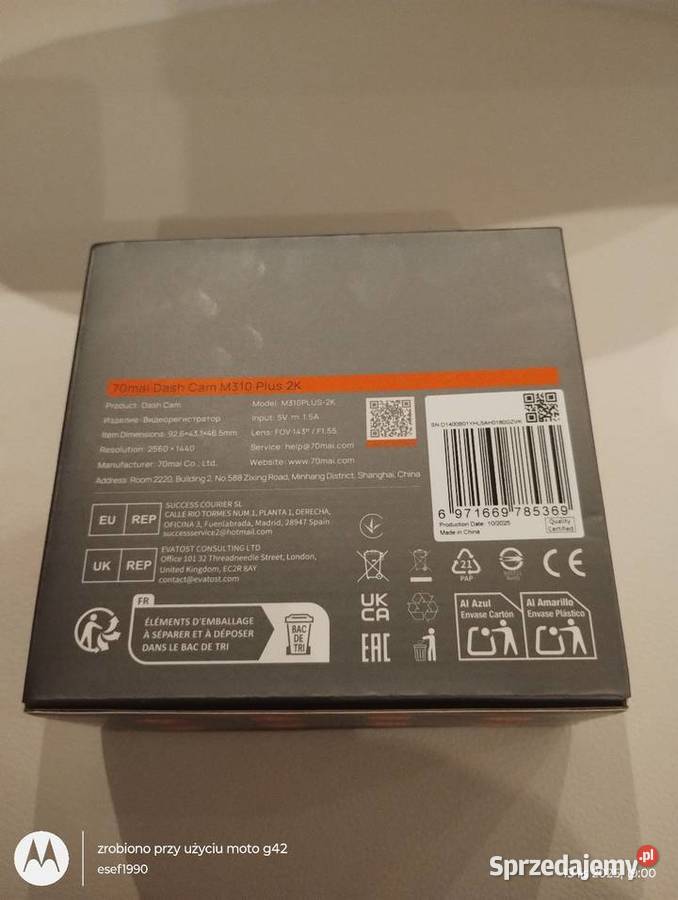 70mai Dash Cam M310 Plus 2K
Product: Dash Cam
Изделие: Видеорегистратор
Item Dimensions: 92.6×43.1×46.5mm
Resolution: 2560 × 1440
Manufacturer: 70mai Co., Ltd.
Model: M310PLUS-2K
Input: 5V ⎓ 1.5A
Lens: FOV 143° / F1.55
Service: help@70mai.com
Website: www.70mai.com
Address: Room 2220, Building 2, No.588 Zixing Road, Minhang District, Shanghai, China
6 971669 785369
Production Date: 10/2025
Made in China
Quality
Certified
EU REP
SUCCESS COURIER SL
CALLE RIO TORMES NUM.1, PLANTA 1, DERECHA,
OFICINA 3, Fuenlabrada, Madrid, 28947 Spain
successservice2@hotmail.com
UK REP
EVATOST CONSULTING LTD
Office 101 32 Threadneedle Street, London,
United Kingdom, EC2R 8AY
contact@evatost.com
21
PAP
CE
FR
ÉLÉMENTS D'EMBALLAGE
À SÉPARER ET À DÉPOSER
DANS LE BAC DE TRI
BAC
DE
TRI
UK
CA
EAC
Al Azul
Envase Cartón
Al Amarillo
Envase Plástico
zrobiono przy użyciu moto g42
esef1990
Sprzedajemy.pl